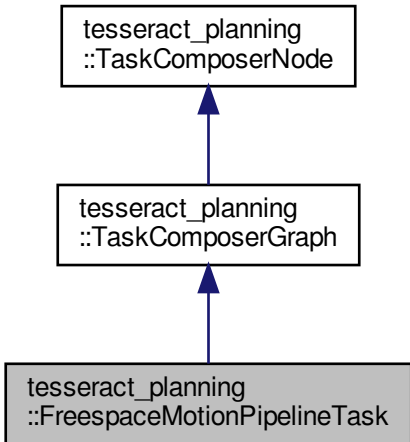 tesseract_planning
::TaskComposerNode
tesseract_planning
::TaskComposerGraph
tesseract_planning
::FreespaceMotionPipelineTask